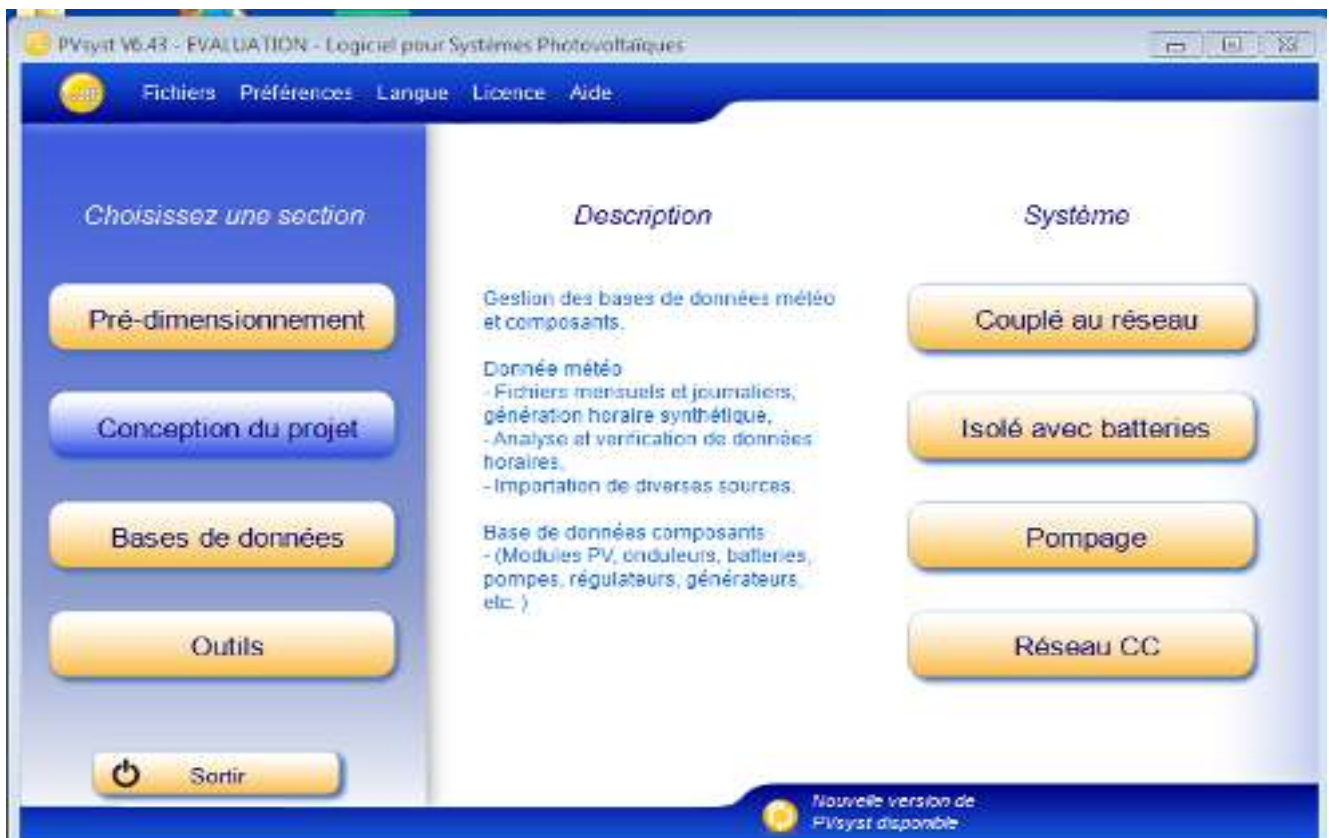 PVsyst V6.43 - EVALUATION - Logiciel pour Systèmes Photovoltaïques
Fichiers Préférences Langue Licence Aide
Choisissez une section
Pré-dimensionnement
Conception du projet
Bases de données
Outils
Sortir
Description
Gestion des bases de données météo
et composants.
Donnée météo
- Fichiers mensuels et journaliers,
génération horaire synthétique,
- Analyse et vérification de données
horaires,
- Importation de diverses sources.
Base de données composants
- (Modules PV, onduleurs, batteries,
pompes, régulateurs, générateurs,
etc. )
Système
Couplé au réseau
Isolé avec batteries
Pompage
Réseau CC
Nouvelle version de
PVsyst disponible